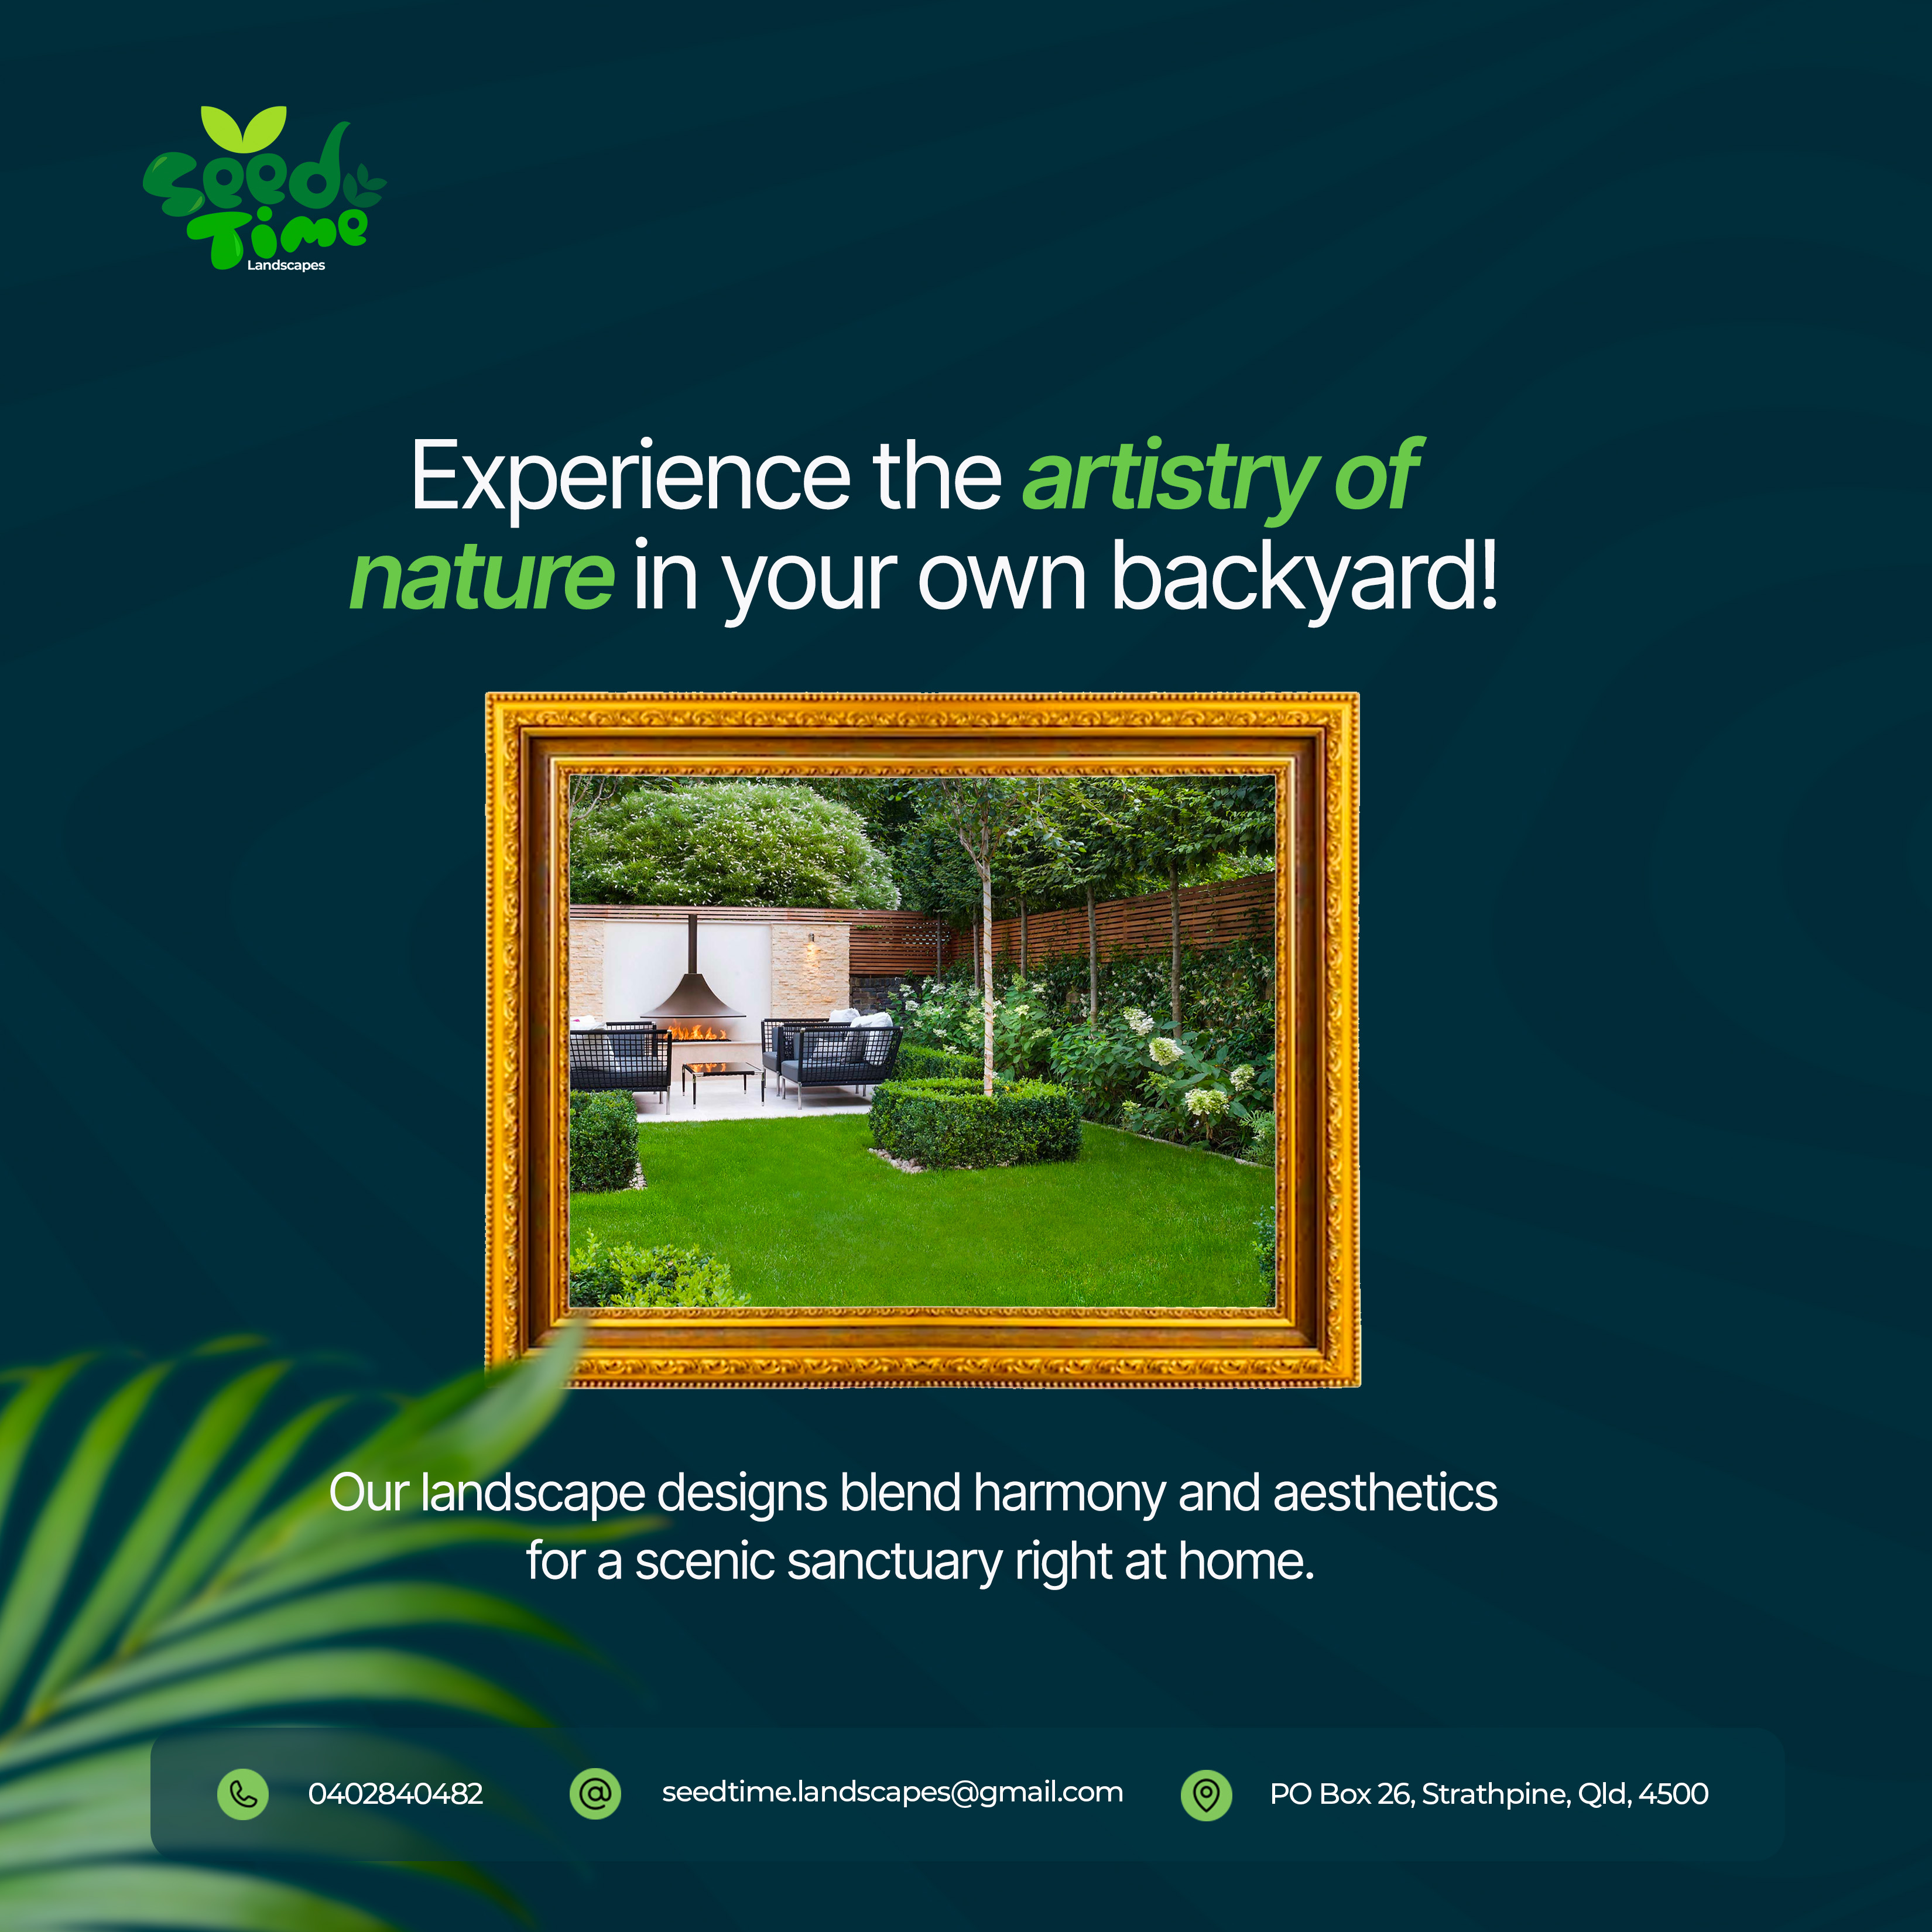 Seed
Time
Landscapes
Experience the artistry of
nature in your own backyard!
Our landscape designs blend harmony and aesthetics
for a scenic sanctuary right at home.
0402840482
seedtime.landscapes@gmail.com
PO Box 26, Strathpine, Qld, 4500